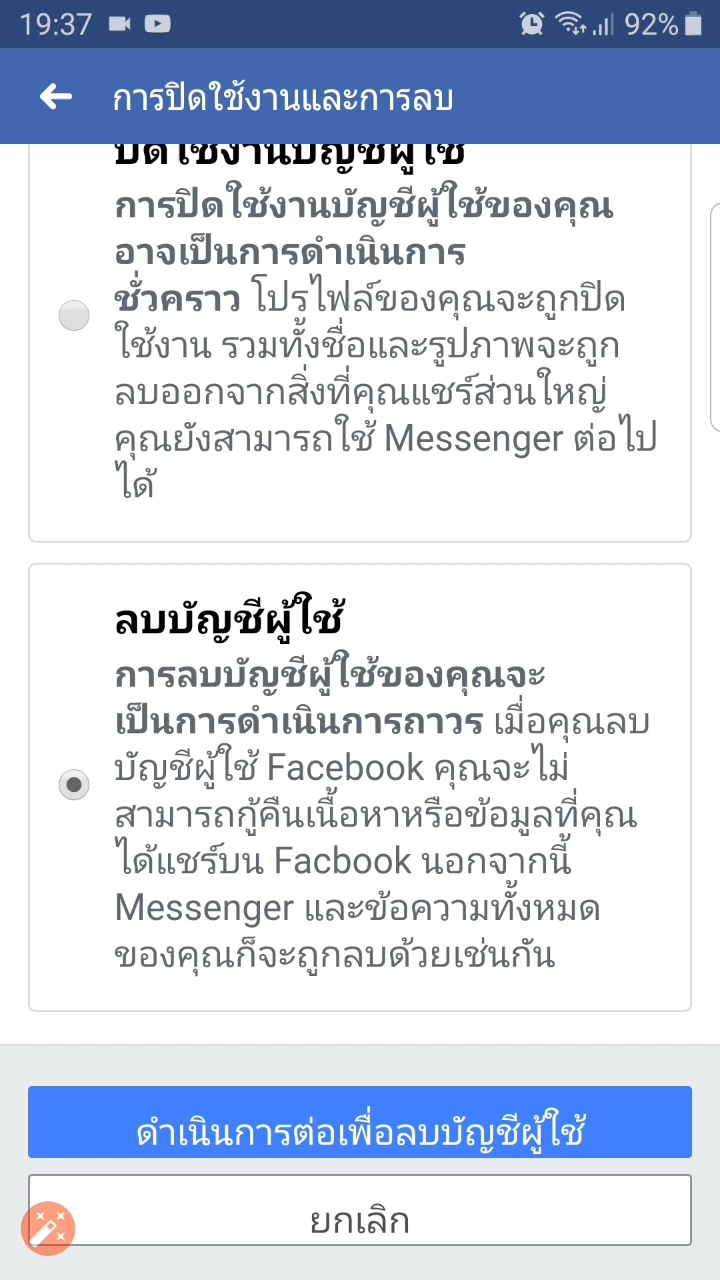 19:37
92%
การปิดใช้งานและการลบ
ปิดใช้งานบัญชีผู้ใช้
การปิดใช้งานบัญชีผู้ใช้ของคุณ
อาจเป็นการดำเนินการ
ชั่วคราว โปรไฟล์ของคุณจะถูกปิด
ใช้งาน รวมทั้งชื่อและรูปภาพจะถูก
ลบออกจากสิ่งที่คุณแชร์ส่วนใหญ่
คุณยังสามารถใช้ Messenger ต่อไป
ได้
ลบบัญชีผู้ใช้
การลบบัญชีผู้ใช้ของคุณจะ
เป็นการดำเนินการถาวร เมื่อคุณลบ
บัญชีผู้ใช้ Facebook คุณจะไม่
สามารถกู้คืนเนื้อหาหรือข้อมูลที่คุณ
ได้แชร์บน Facbook นอกจากนี้
Messenger และข้อความทั้งหมด
ของคุณก็จะถูกลบด้วยเช่นกัน
ดำเนินการต่อเพื่อลบบัญชีผู้ใช้
ยกเลิก